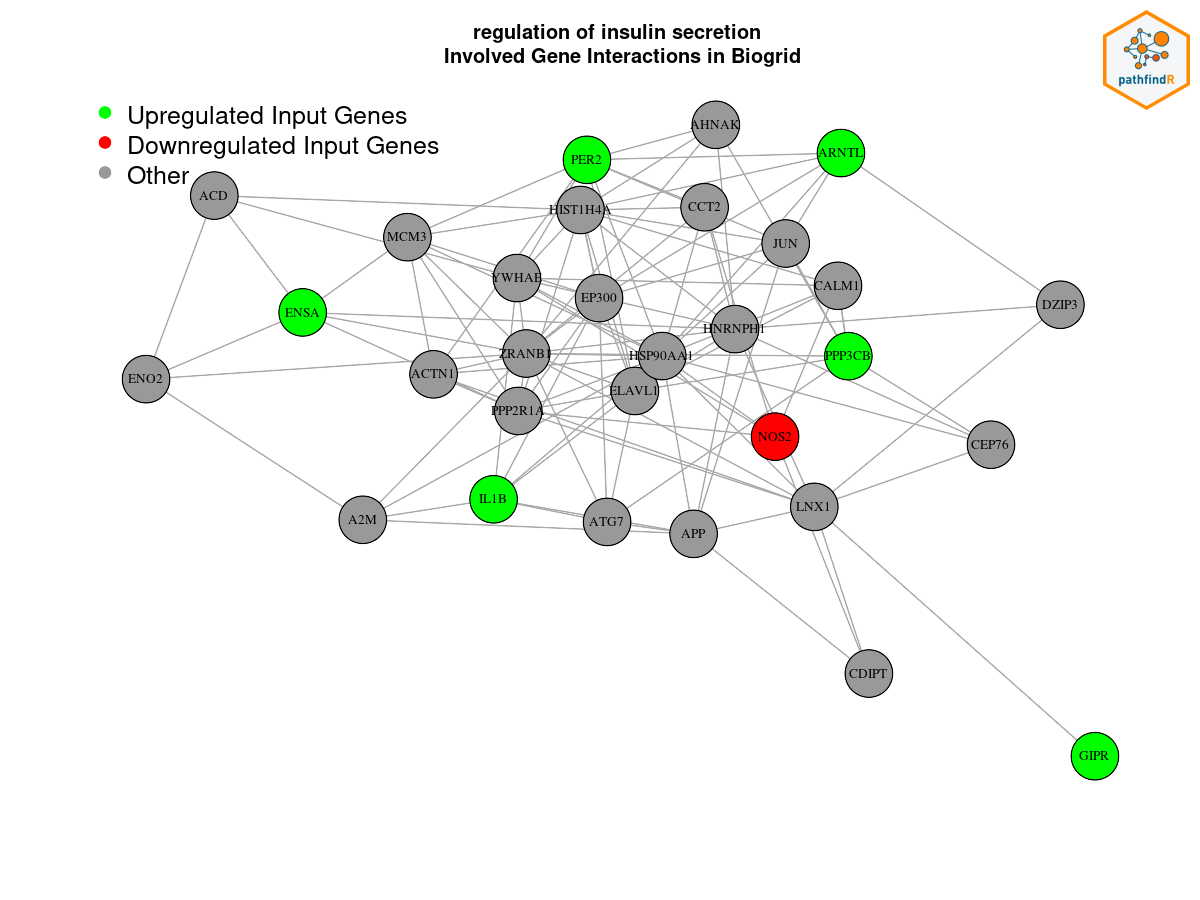 regulation of insulin secretion
Involved Gene Interactions in Biogrid
pathfindR
Upregulated Input Genes
Downregulated Input Genes
Other
AHNAK
PER2
ARNTL
ACD
HIST1H4A
CCT2
MCM3
JUN
YWHAE
EP300
CALM1
DZIP3
ENSA
HNRNPH1
ZRANB1
HSP90AA1
PPP3CB
ENO2
ACTN1
ELAVL1
PPP2R1A
NOS2
CEP76
IL1B
LNX1
A2M
ATG7
APP
CDIPT
GIPR